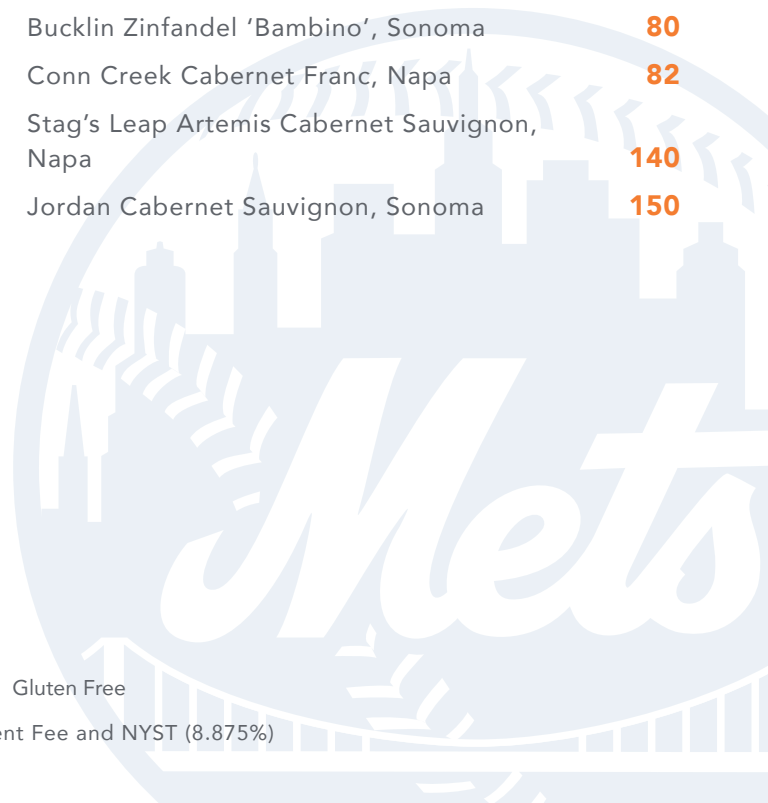 Bucklin Zinfandel ‘Bambino’, Sonoma 80
Conn Creek Cabernet Franc, Napa 82
Stag’s Leap Artemis Cabernet Sauvignon,
Napa 140
Jordan Cabernet Sauvignon, Sonoma 150
Mets
Gluten Free
Fee and NYST (8.875%)